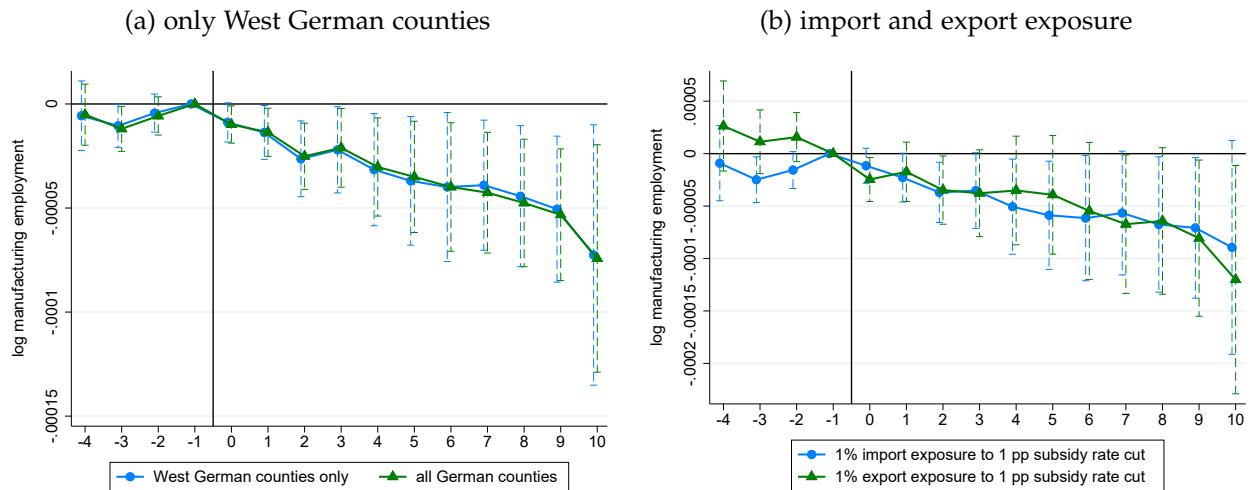 (a) only West German counties
log manufacturing employment
0
-.00005
-.0001
-.00015
-4 -3 -2 -1 0 1 2 3 4 5 6 7 8 9 10
West German counties only
all German counties
(b) import and export exposure
log manufacturing employment
.00005
0
-.00005
-.0001
-.00015
-.0002
-4 -3 -2 -1 0 1 2 3 4 5 6 7 8 9 10
1% import exposure to 1 pp subsidy rate cut
1% export exposure to 1 pp subsidy rate cut